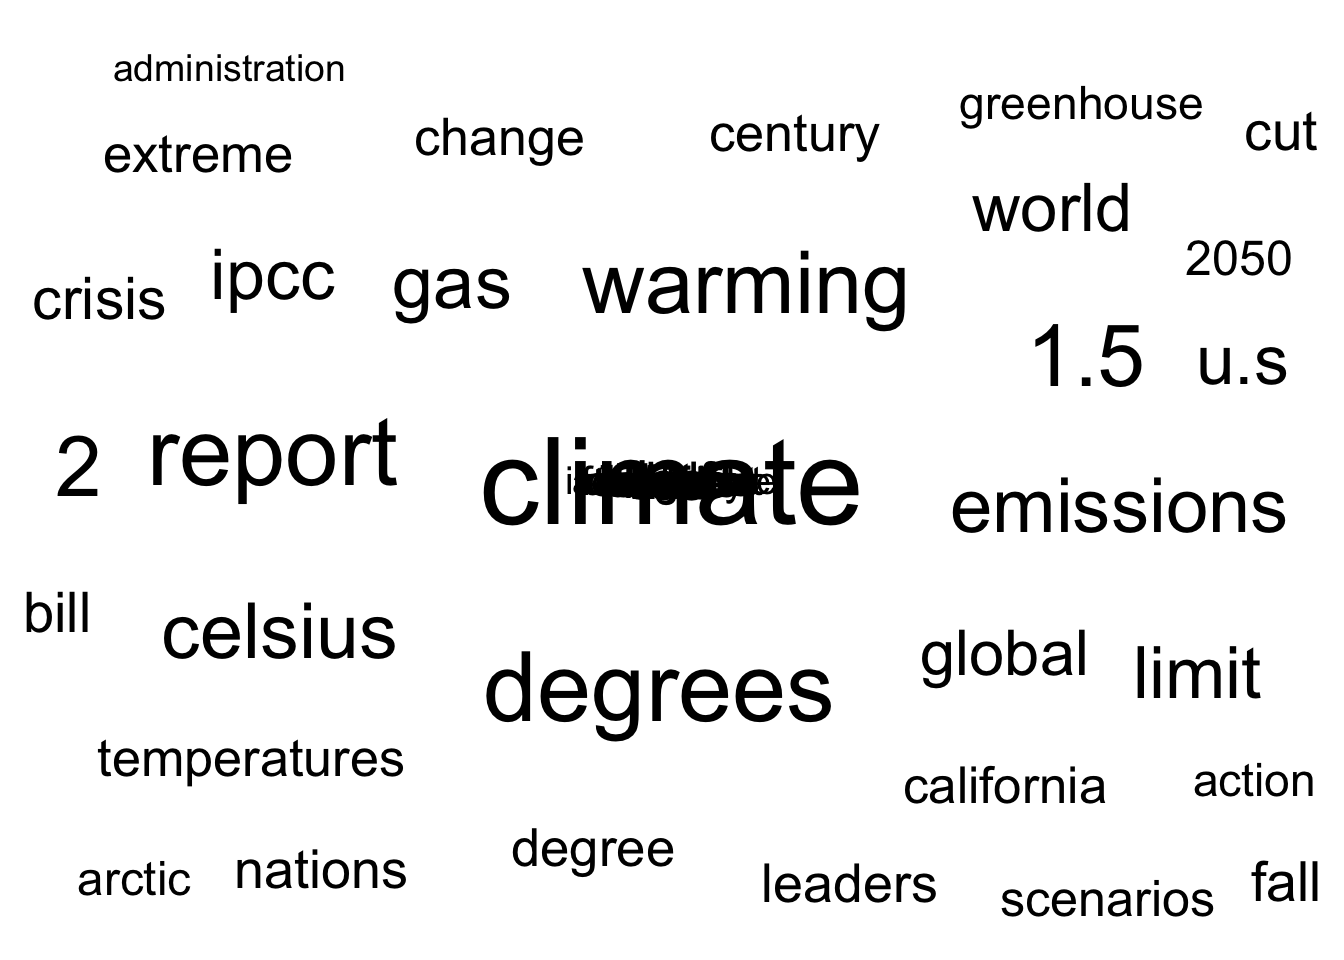 administration
greenhouse
extreme
change
century
cut
world
crisis
ipcc
gas
warming
2050
1.5
u.s
2
report
climate
emissions
bill
celsius
degrees
global
limit
temperatures
california
action
arctic
nations
degree
leaders
scenarios
fall